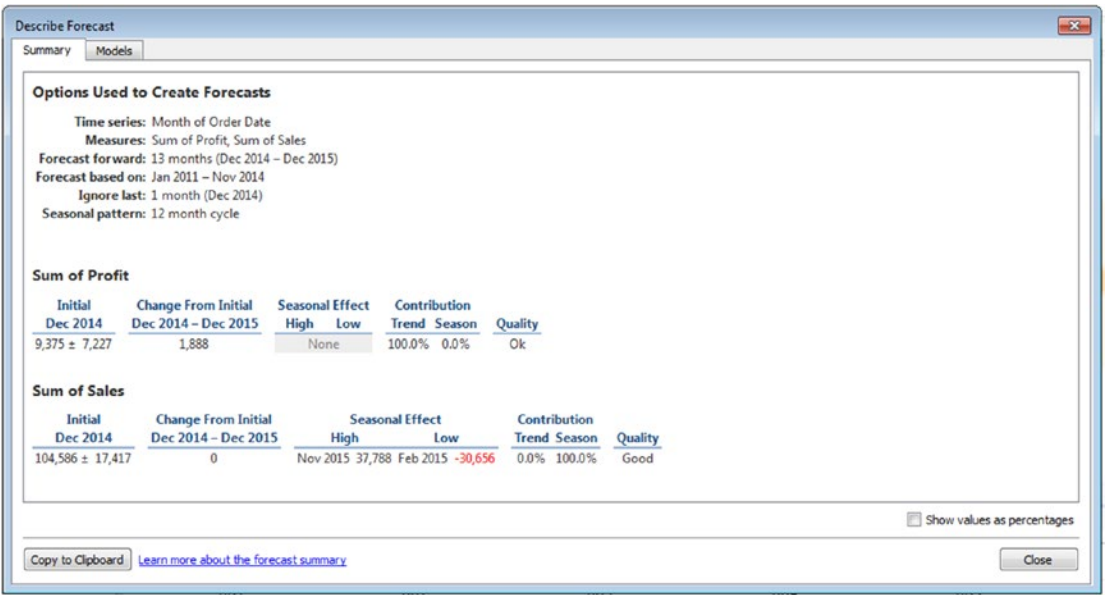 Describe Forecast
Summary Models
Options Used to Create Forecasts
Time series: Month of Order Date
Measures: Sum of Profit, Sum of Sales
Forecast forward: 13 months (Dec 2014 – Dec 2015)
Forecast based on: Jan 2011 – Nov 2014
Ignore last: 1 month (Dec 2014)
Seasonal pattern: 12 month cycle
Sum of Profit
Initial Change From Initial Seasonal Effect Contribution
Dec 2014 Dec 2014 – Dec 2015 High Low Trend Season Quality
9,375 ± 7,227 1,888 None 100.0% 0.0% Ok
Sum of Sales
Initial Change From Initial Seasonal Effect Contribution
Dec 2014 Dec 2014 – Dec 2015 High Low Trend Season Quality
104,586 ± 17,417 0 Nov 2015 37,788 Feb 2015 -30,656 0.0% 100.0% Good
Show values as percentages
Copy to Clipboard Learn more about the forecast summary Close